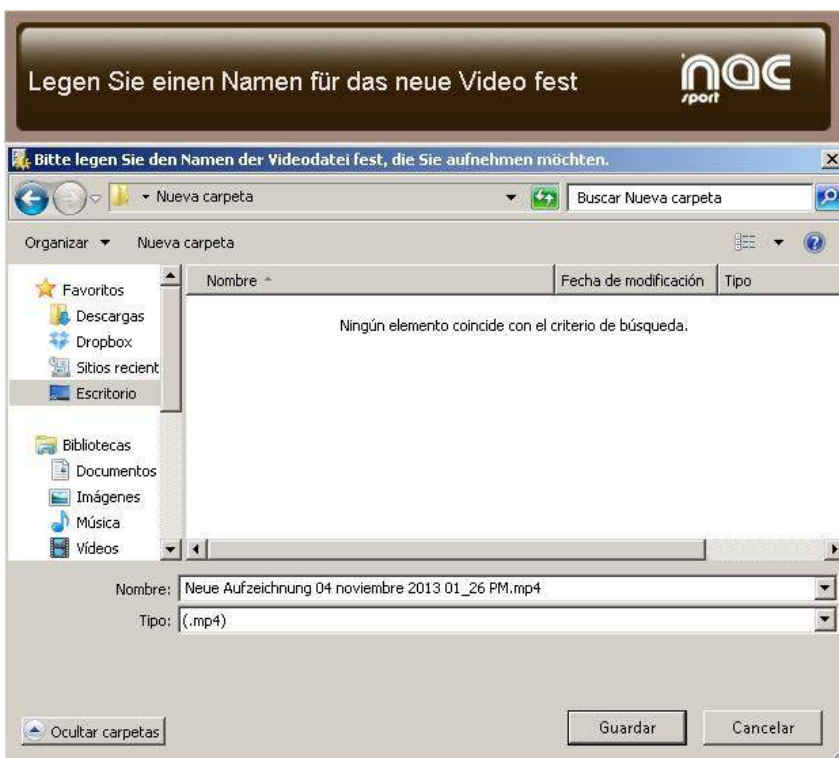 Legen Sie einen Namen für das neue Video fest
nac
sport
Bitte legen Sie den Namen der Videodatei fest, die Sie aufnehmen möchten.
Nueva carpeta
Buscar Nueva carpeta
Organizar
Nueva carpeta
Nombre
Fecha de modificación
Tipo
Favoritos
Descargas
Dropbox
Sitios recient
Escritorio
Bibliotecas
Documentos
Imágenes
Música
Vídeos
Ningún elemento coincide con el criterio de búsqueda.
Nombre: Neue Aufzeichnung 04 noviembre 2013 01_26 PM.mp4
Tipo: (.mp4)
Ocultar carpetas
Guardar
Cancelar